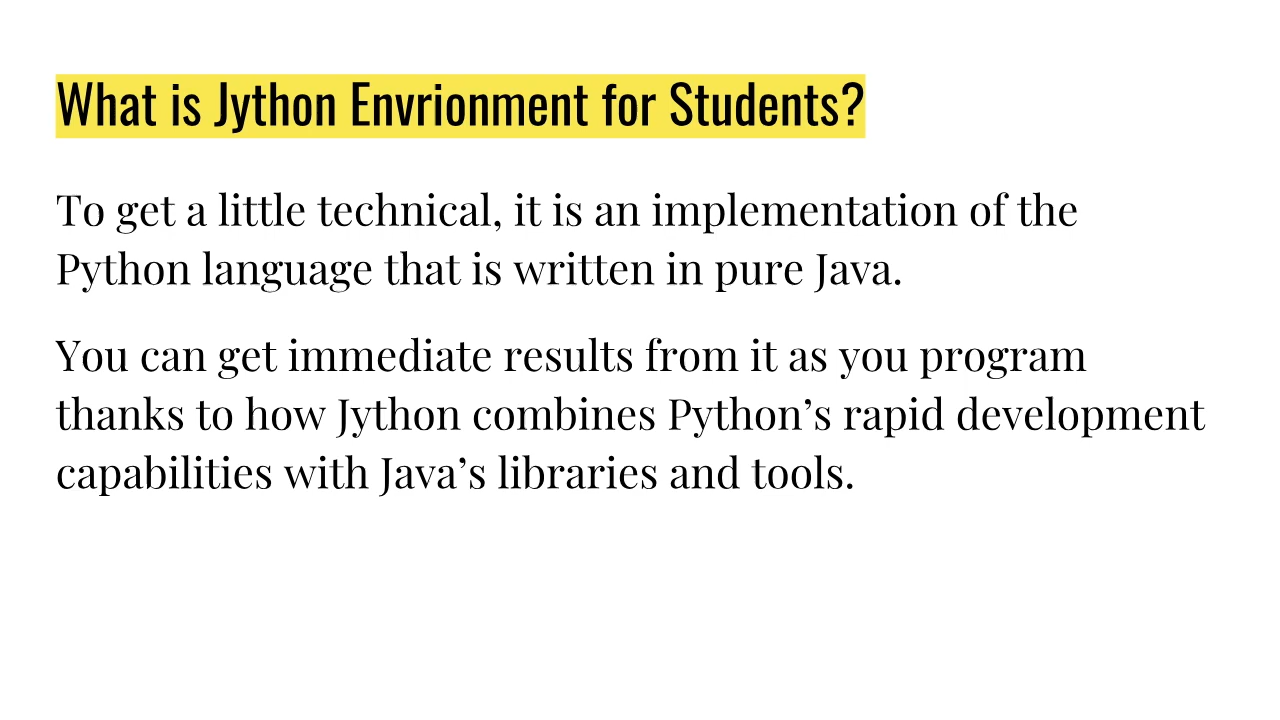 What is Jython Envrionment for Students?
To get a little technical, it is an implementation of the
Python language that is written in pure Java.
You can get immediate results from it as you program
thanks to how Jython combines Python’s rapid development
capabilities with Java’s libraries and tools.